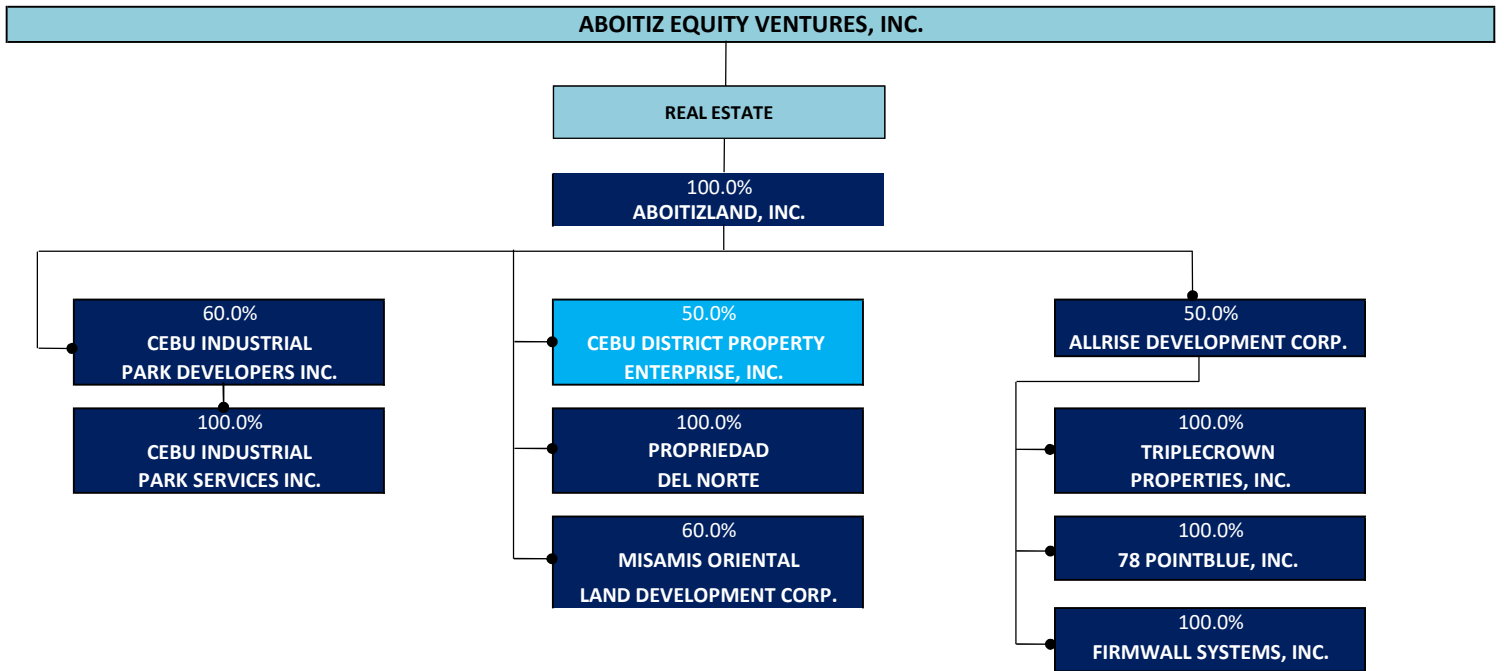 ABOITIZ EQUITY VENTURES, INC.
REAL ESTATE
100.0%
ABOITIZLAND, INC.
60.0%
CEBU INDUSTRIAL
PARK DEVELOPERS INC.
100.0%
CEBU INDUSTRIAL
PARK SERVICES INC.
50.0%
CEBU DISTRICT PROPERTY
ENTERPRISE, INC.
100.0%
PROPRIEDAD
DEL NORTE
60.0%
MISAMIS ORIENTAL
LAND DEVELOPMENT CORP.
50.0%
ALLRISE DEVELOPMENT CORP.
100.0%
TRIPLECROWN
PROPERTIES, INC.
100.0%
78 POINTBLUE, INC.
100.0%
FIRMWALL SYSTEMS, INC.